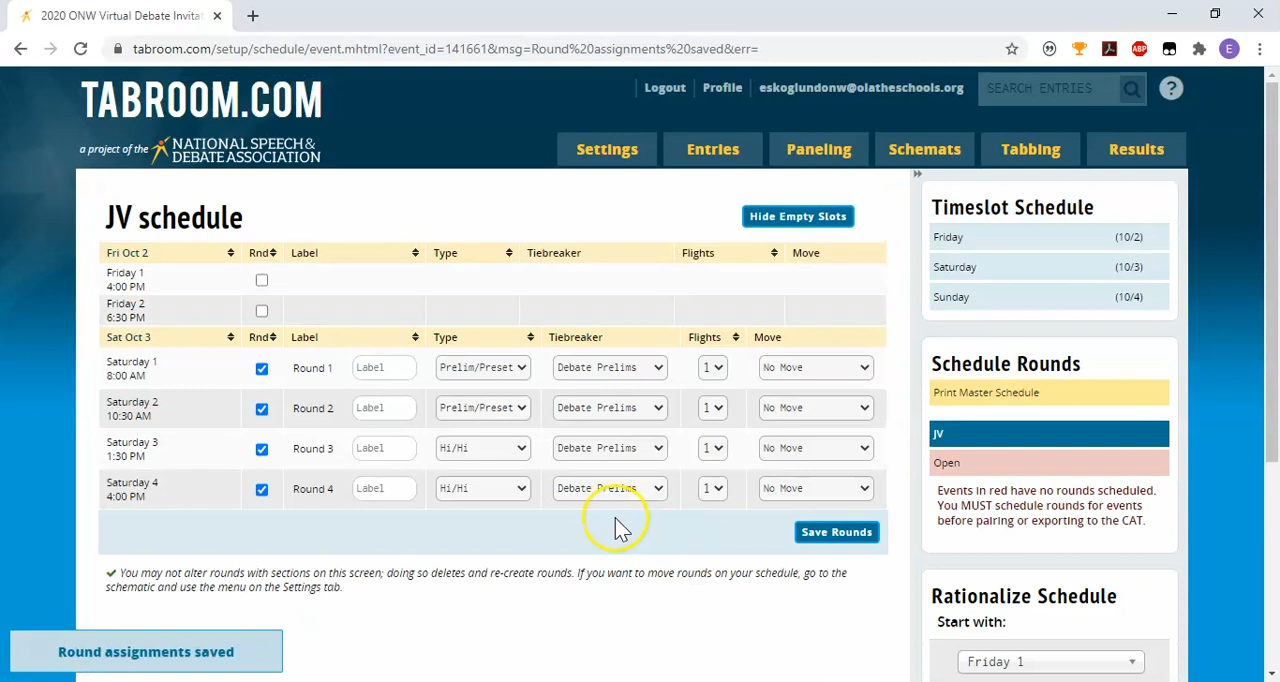 2020 ONW Virtual Debate Invitat
tabroom.com/setup/schedule/event.mhtml?event_id=141661&msg=Round%20assignments%20saved&err=
ABP
E
TABROOM.COM
a project of the NATIONAL SPEECH & DEBATE ASSOCIATION
Logout Profile eskoglundonw@olatheschools.org SEARCH ENTRIES ?
Settings Entries Paneling Schemats Tabbing Results
JV schedule
Hide Empty Slots
Fri Oct 2 Rnd Label Type Tiebreaker Flights Move
Friday 1
4:00 PM
Friday 2
6:30 PM
Sat Oct 3 Rnd Label Type Tiebreaker Flights Move
Saturday 1
8:00 AM
Round 1 Label Prelim/Preset Debate Prelims 1 No Move
Saturday 2
10:30 AM
Round 2 Label Prelim/Preset Debate Prelims 1 No Move
Saturday 3
1:30 PM
Round 3 Label Hi/Hi Debate Prelims 1 No Move
Saturday 4
4:00 PM
Round 4 Label Hi/Hi Debate Prelims 1 No Move
Save Rounds
You may not alter rounds with sections on this screen; doing so deletes and re-create rounds. If you want to move rounds on your schedule, go to the
schematic and use the menu on the Settings tab.
Round assignments saved
Timeslot Schedule
Friday (10/2)
Saturday (10/3)
Sunday (10/4)
Schedule Rounds
Print Master Schedule
JV
Open
Events in red have no rounds scheduled.
You MUST schedule rounds for events
before pairing or exporting to the CAT.
Rationalize Schedule
Start with:
Friday 1